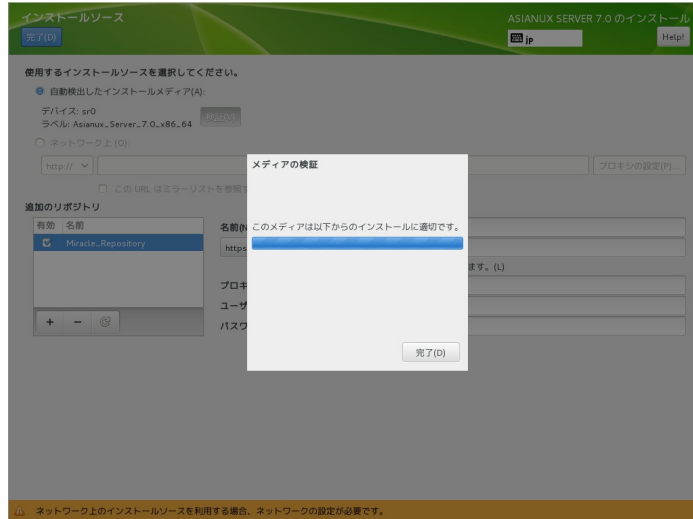 インストールソース
ASIANUX SERVER 7.0 のインストール
完了(D)
jp
Help!
使用するインストールソースを選択してください。
自動検出したインストールメディア(A):
デバイス: sr0
ラベル: Asianux_Server_7.0_x86_64
検証(V)
ネットワーク上 (O):
http://
プロキシの設定(P)...
この URL はミラーリストを参照す
追加のリポジトリ
有効 名前
Miracle_Repository
名前(N
https
ます。(L)
プロキ
ユーザ
パスワ
メディアの検証
このメディアは以下からのインストールに適切です。
完了(D)
ネットワーク上のインストールソースを利用する場合、ネットワークの設定が必要です。